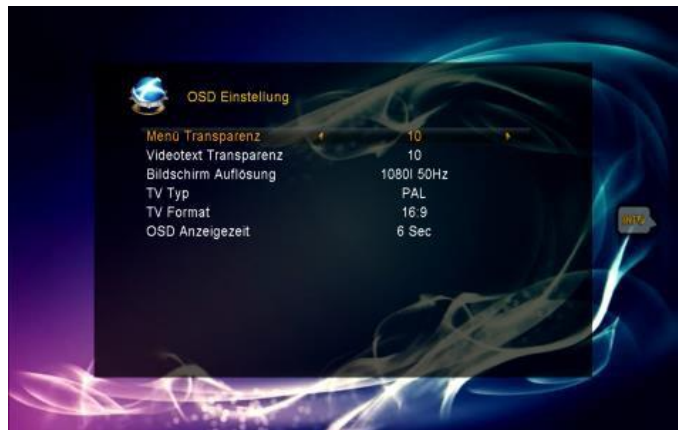 OSD Einstellung
Menü Transparenz 10
Videotext Transparenz 10
Bildschirm Auflösung 1080I 50Hz
TV Typ PAL
TV Format 16:9
OSD Anzeigezeit 6 Sec